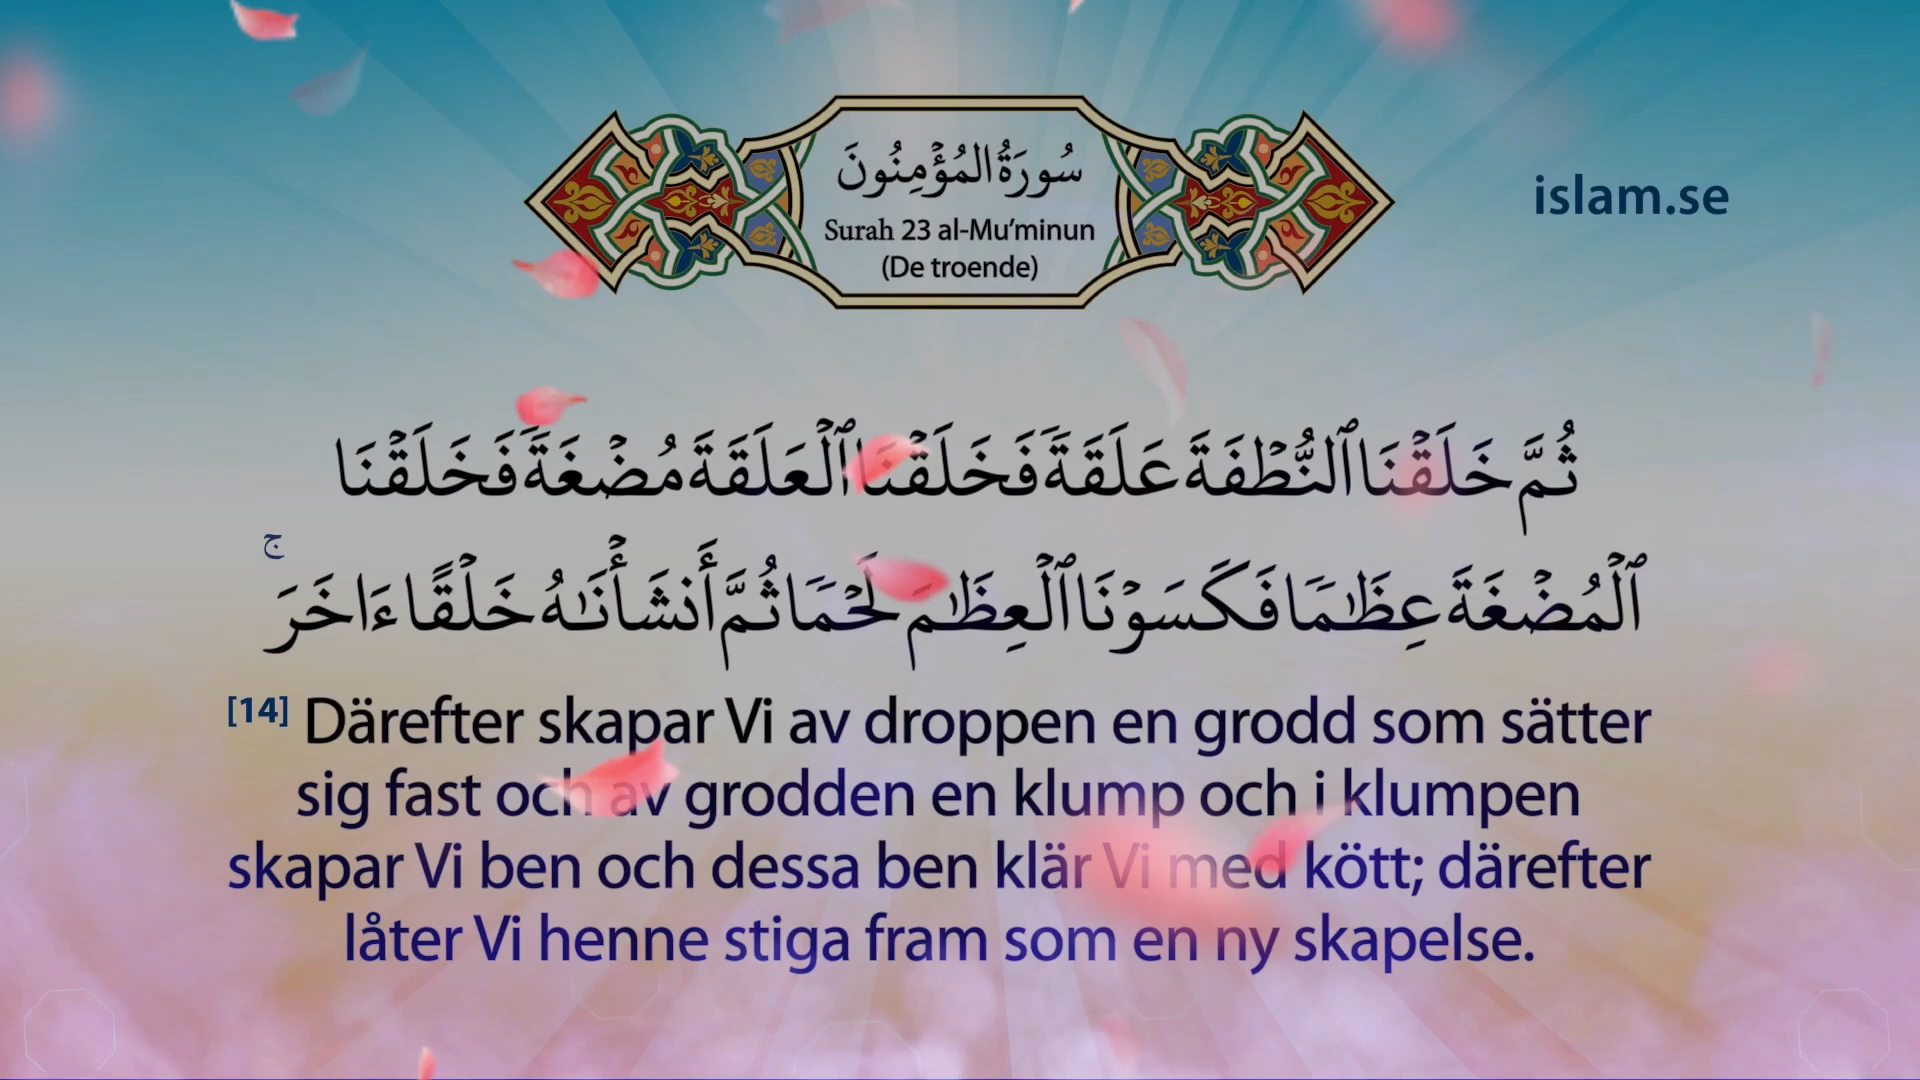 سُورَةُ المُؤْمِنُونَ
Surah 23 al-Mu’minun
(De troende)
islam.se
ثُمَّ خَلَقْنَا ٱلنُّطْفَةَ عَلَقَةً فَخَلَقْنَا ٱلْعَلَقَةَ مُضْغَةً فَخَلَقْنَا
ٱلْمُضْغَةَ عِظَٰمًا فَكَسَوْنَا ٱلْعِظَٰمَ لَحْمًا ثُمَّ أَنشَأْنَٰهُ خَلْقًا ءَاخَرَ ۚ
[14] Därefter skapar Vi av droppen en grodd som sätter
sig fast och av grodden en klump och i klumpen
skapar Vi ben och dessa ben klär Vi med kött; därefter
låter Vi henne stiga fram som en ny skapelse.